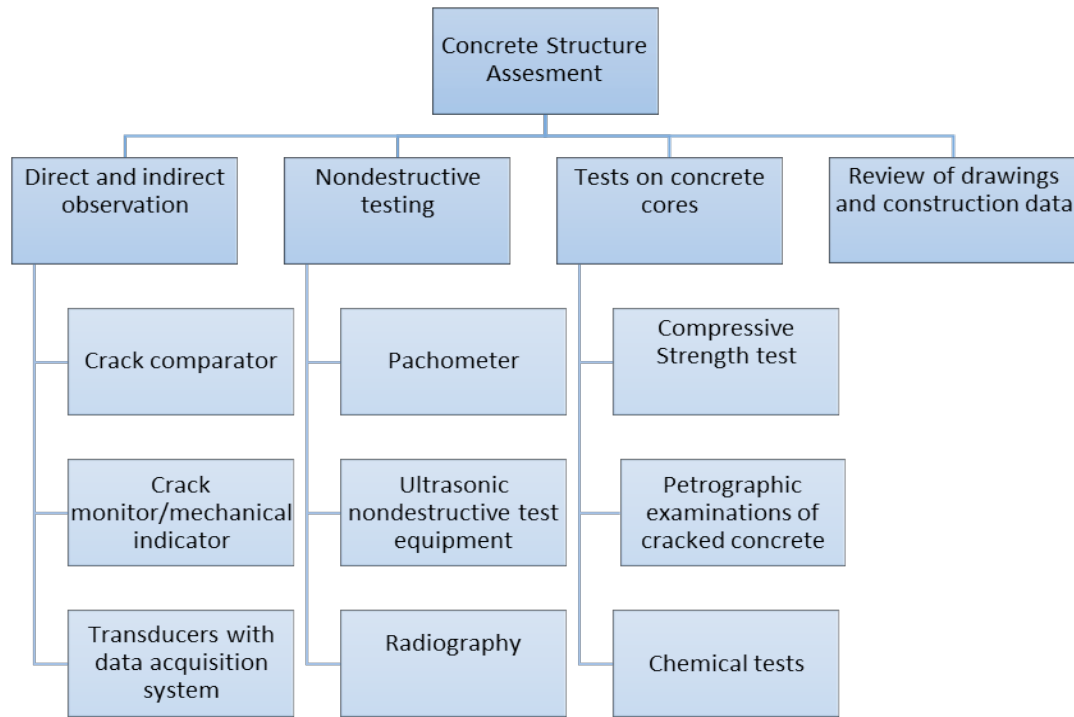 Concrete Structure
Assesment
Direct and indirect
observation
Nondestructive
testing
Tests on concrete
cores
Review of drawings
and construction data
Crack comparator
Pachometer
Compressive
Strength test
Crack
monitor/mechanical
indicator
Ultrasonic
nondestructive test
equipment
Petrographic
examinations of
cracked concrete
Transducers with
data acquisition
system
Radiography
Chemical tests